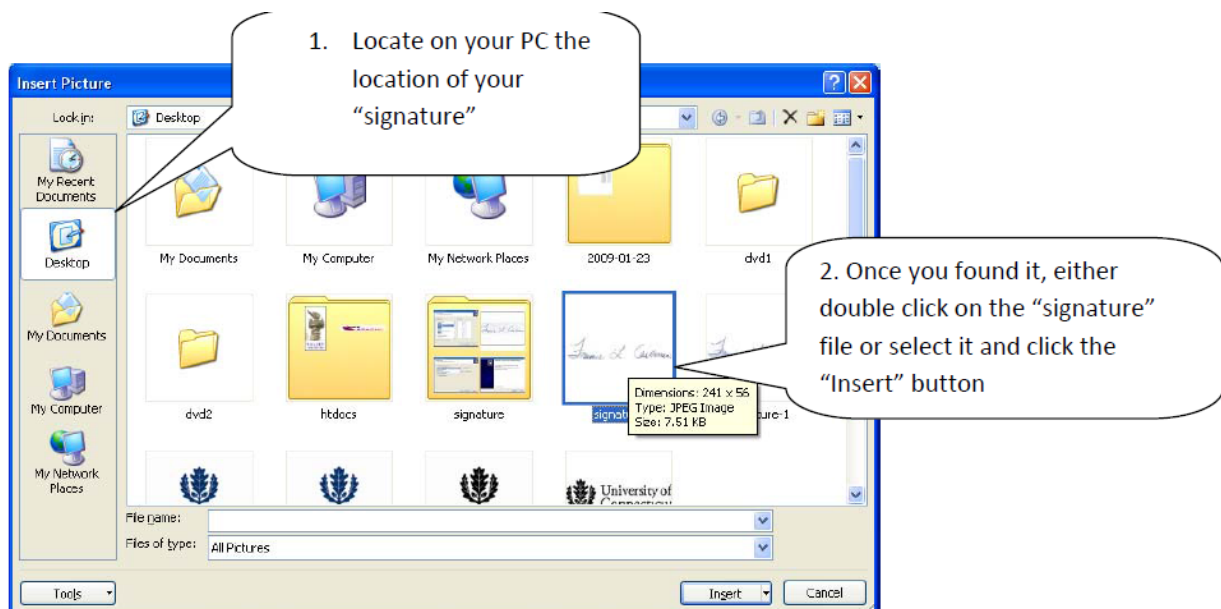 1. Locate on your PC the
location of your
“signature”
Insert Picture
Look in:
Desktop
My Recent
Documents
Desktop
My Documents
My Computer
My Network
Places
My Documents
My Computer
My Network Places
2009-01-23
dvd1
dvd2
htdocs
signature
signat
ure-1
Dimensions: 241 x 56
Type: JPEG Image
Size: 7.51 KB
University of
Connecticut
2. Once you found it, either
double click on the “signature”
file or select it and click the
“Insert” button
File name:
Files of type:
All Pictures
Tools
Insert
Cancel